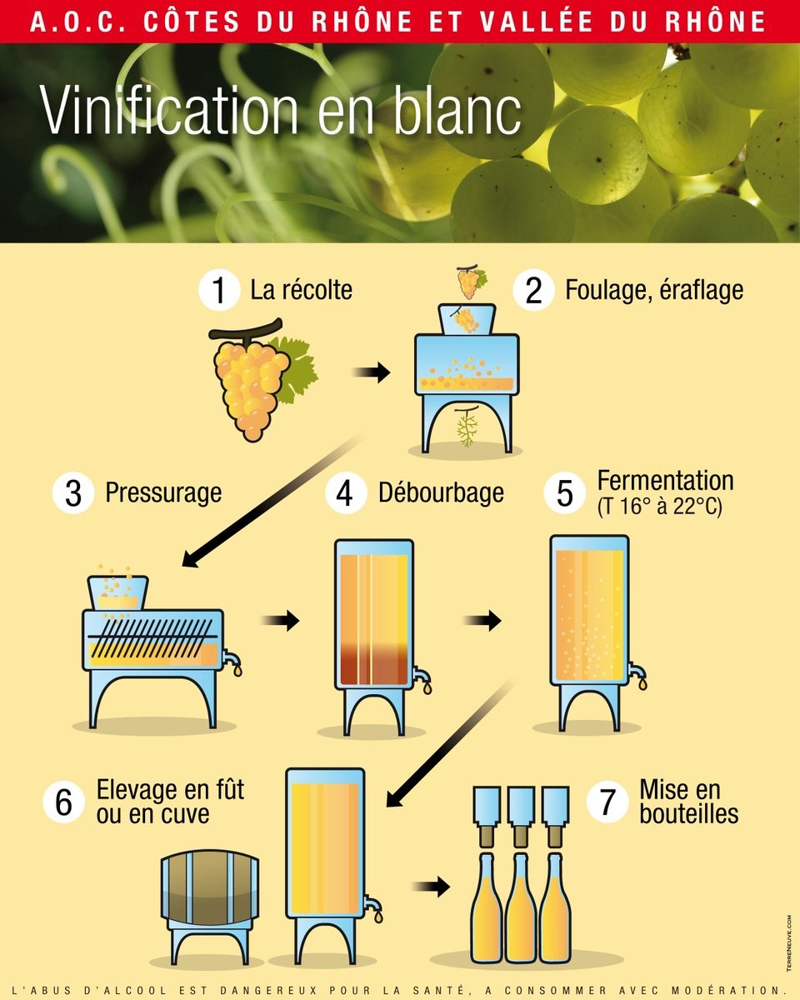 A.O.C. CÔTES DU RHÔNE ET VALLÉE DU RHÔNE
Vinification en blanc
1 La récolte
2 Foulage, éraflage
3 Pressurage
4 Débourbage
5 Fermentation
(T 16° à 22°C)
6 Elevage en fût
ou en cuve
7 Mise en
bouteilles
TERRENEUVE.COM
L'ABUS D'ALCOOL EST DANGEREUX POUR LA SANTÉ, A CONSOMMER AVEC MODÉRATION.